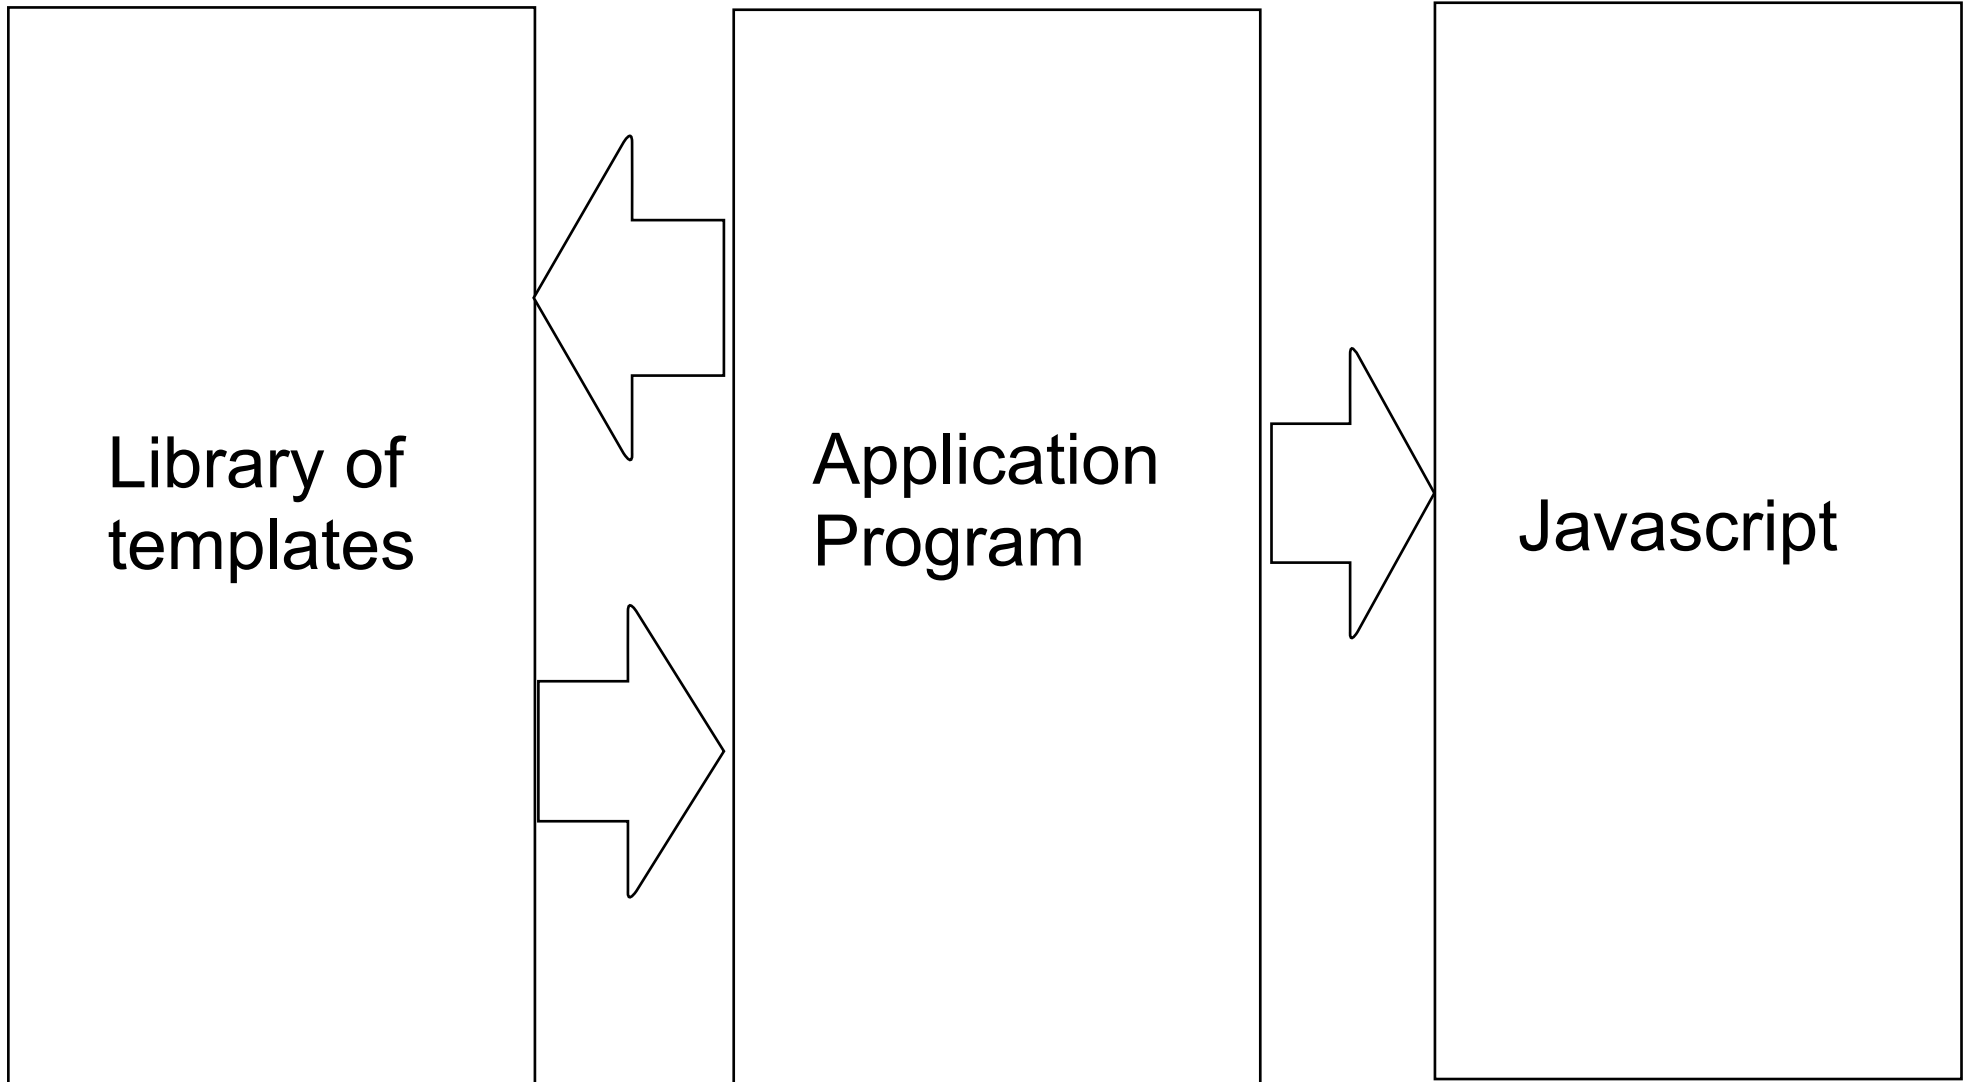 Library of
templates
Application
Program
Javascript